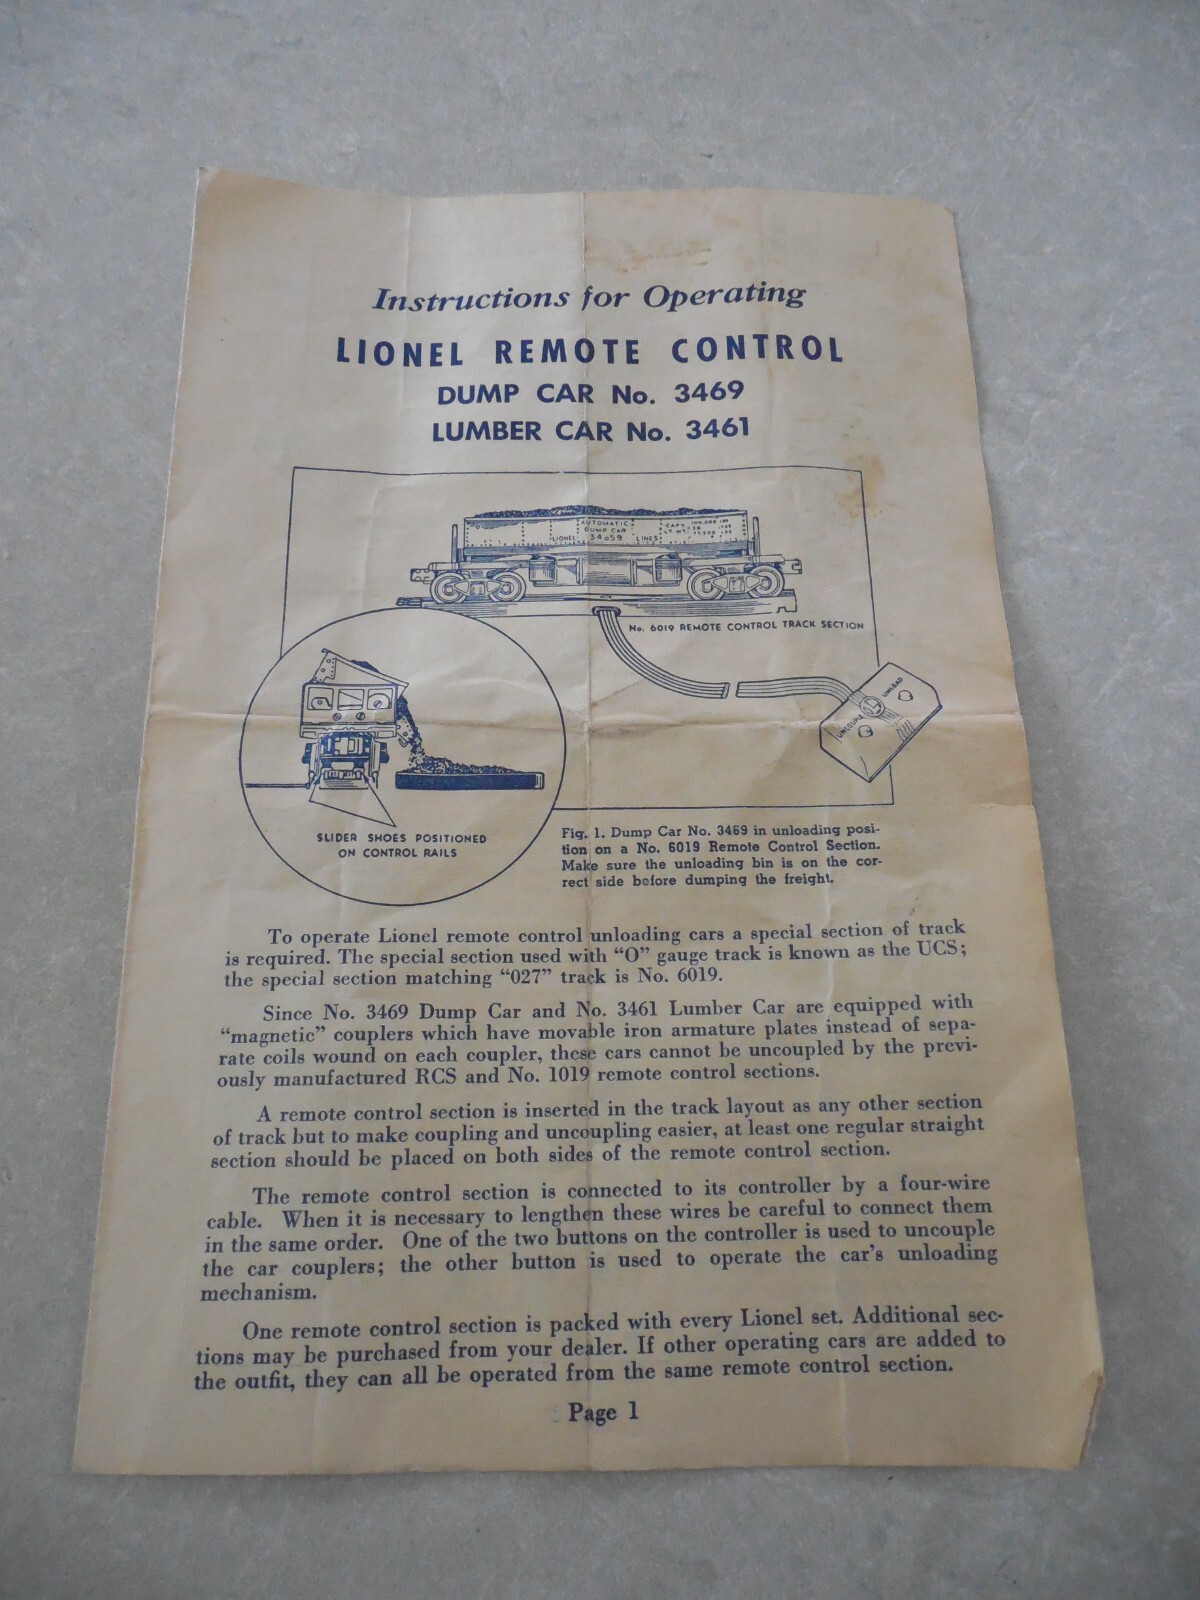 Instructions for Operating
LIONEL REMOTE CONTROL
DUMP CAR No. 3469
LUMBER CAR No. 3461
AUTOMATIC
DUMP CAR
LIONEL 34059 LINES
CAPY. 100,000 LBS
LT WT
No. 6019 REMOTE CONTROL TRACK SECTION
UNCOUPLE
UNLOAD
SLIDER SHOES POSITIONED
ON CONTROL RAILS
Fig. 1. Dump Car No. 3469 in unloading posi-
tion on a No. 6019 Remote Control Section.
Make sure the unloading bin is on the cor-
rect side before dumping the freight.
To operate Lionel remote control unloading cars a special section of track
is required. The special section used with "O" gauge track is known as the UCS;
the special section matching "027" track is No. 6019.
Since No. 3469 Dump Car and No. 3461 Lumber Car are equipped with
"magnetic" couplers which have movable iron armature plates instead of sepa-
rate coils wound on each coupler, these cars cannot be uncoupled by the previ-
ously manufactured RCS and No. 1019 remote control sections.
A remote control section is inserted in the track layout as any other section
of track but to make coupling and uncoupling easier, at least one regular straight
section should be placed on both sides of the remote control section.
The remote control section is connected to its controller by a four-wire
cable. When it is necessary to lengthen these wires be careful to connect them
in the same order. One of the two buttons on the controller is used to uncouple
the car couplers; the other button is used to operate the car's unloading
mechanism.
One remote control section is packed with every Lionel set. Additional sec-
tions may be purchased from your dealer. If other operating cars are added to
the outfit, they can all be operated from the same remote control section.
Page 1